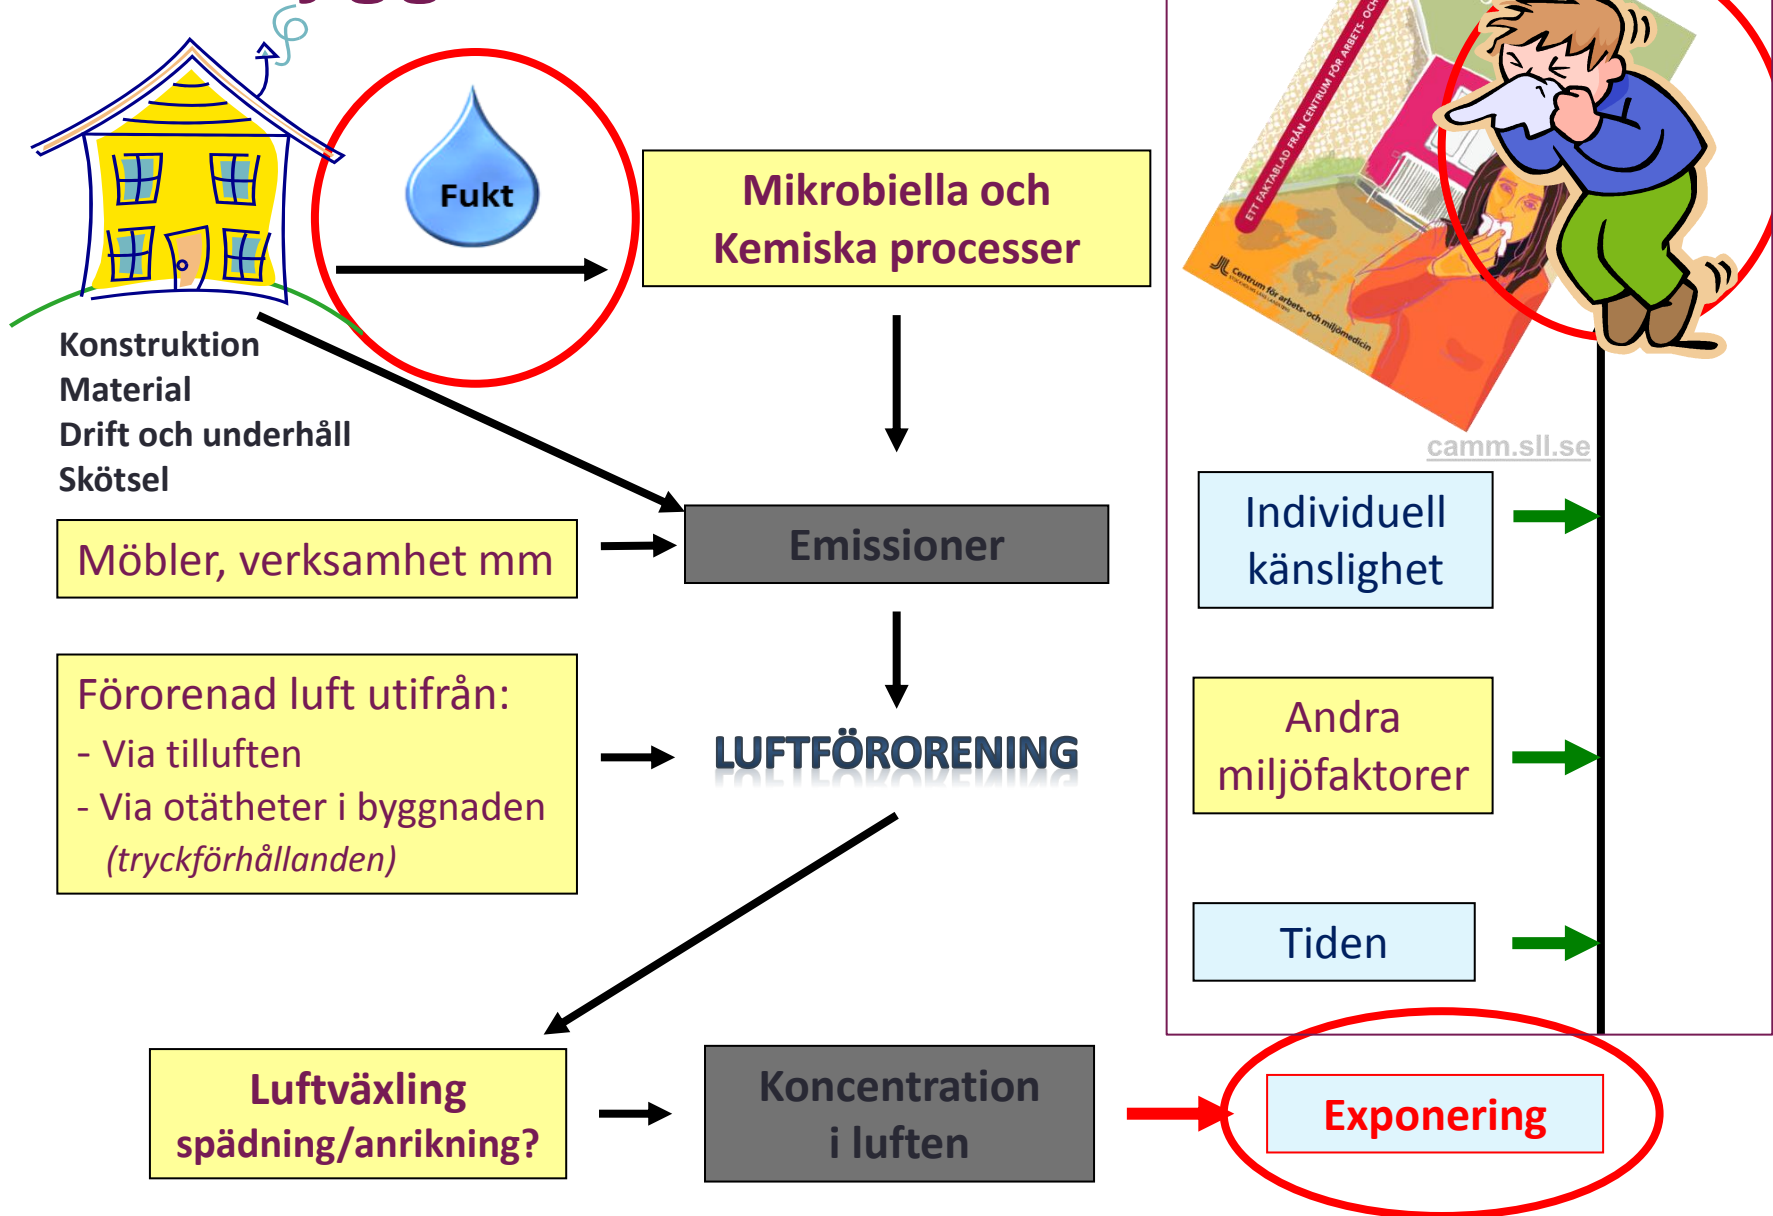 Fukt
Mikrobiella och
Kemiska processer
Konstruktion
Material
Drift och underhåll
Skötsel
Möbler, verksamhet mm
Emissioner
Förorenad luft utifrån:
- Via tilluften
- Via otätheter i byggnaden
(tryckförhållanden)
LUFTFÖRORENING
Luftväxling
spädning/anrikning?
Koncentration
i luften
Exponering
ETT FAKTABLAD FRÅN CENTRUM FÖR ARBETS- OCH
Centrum för arbets- och miljömedicin
camm.sll.se
Individuell
känslighet
Andra
miljöfaktorer
Tiden